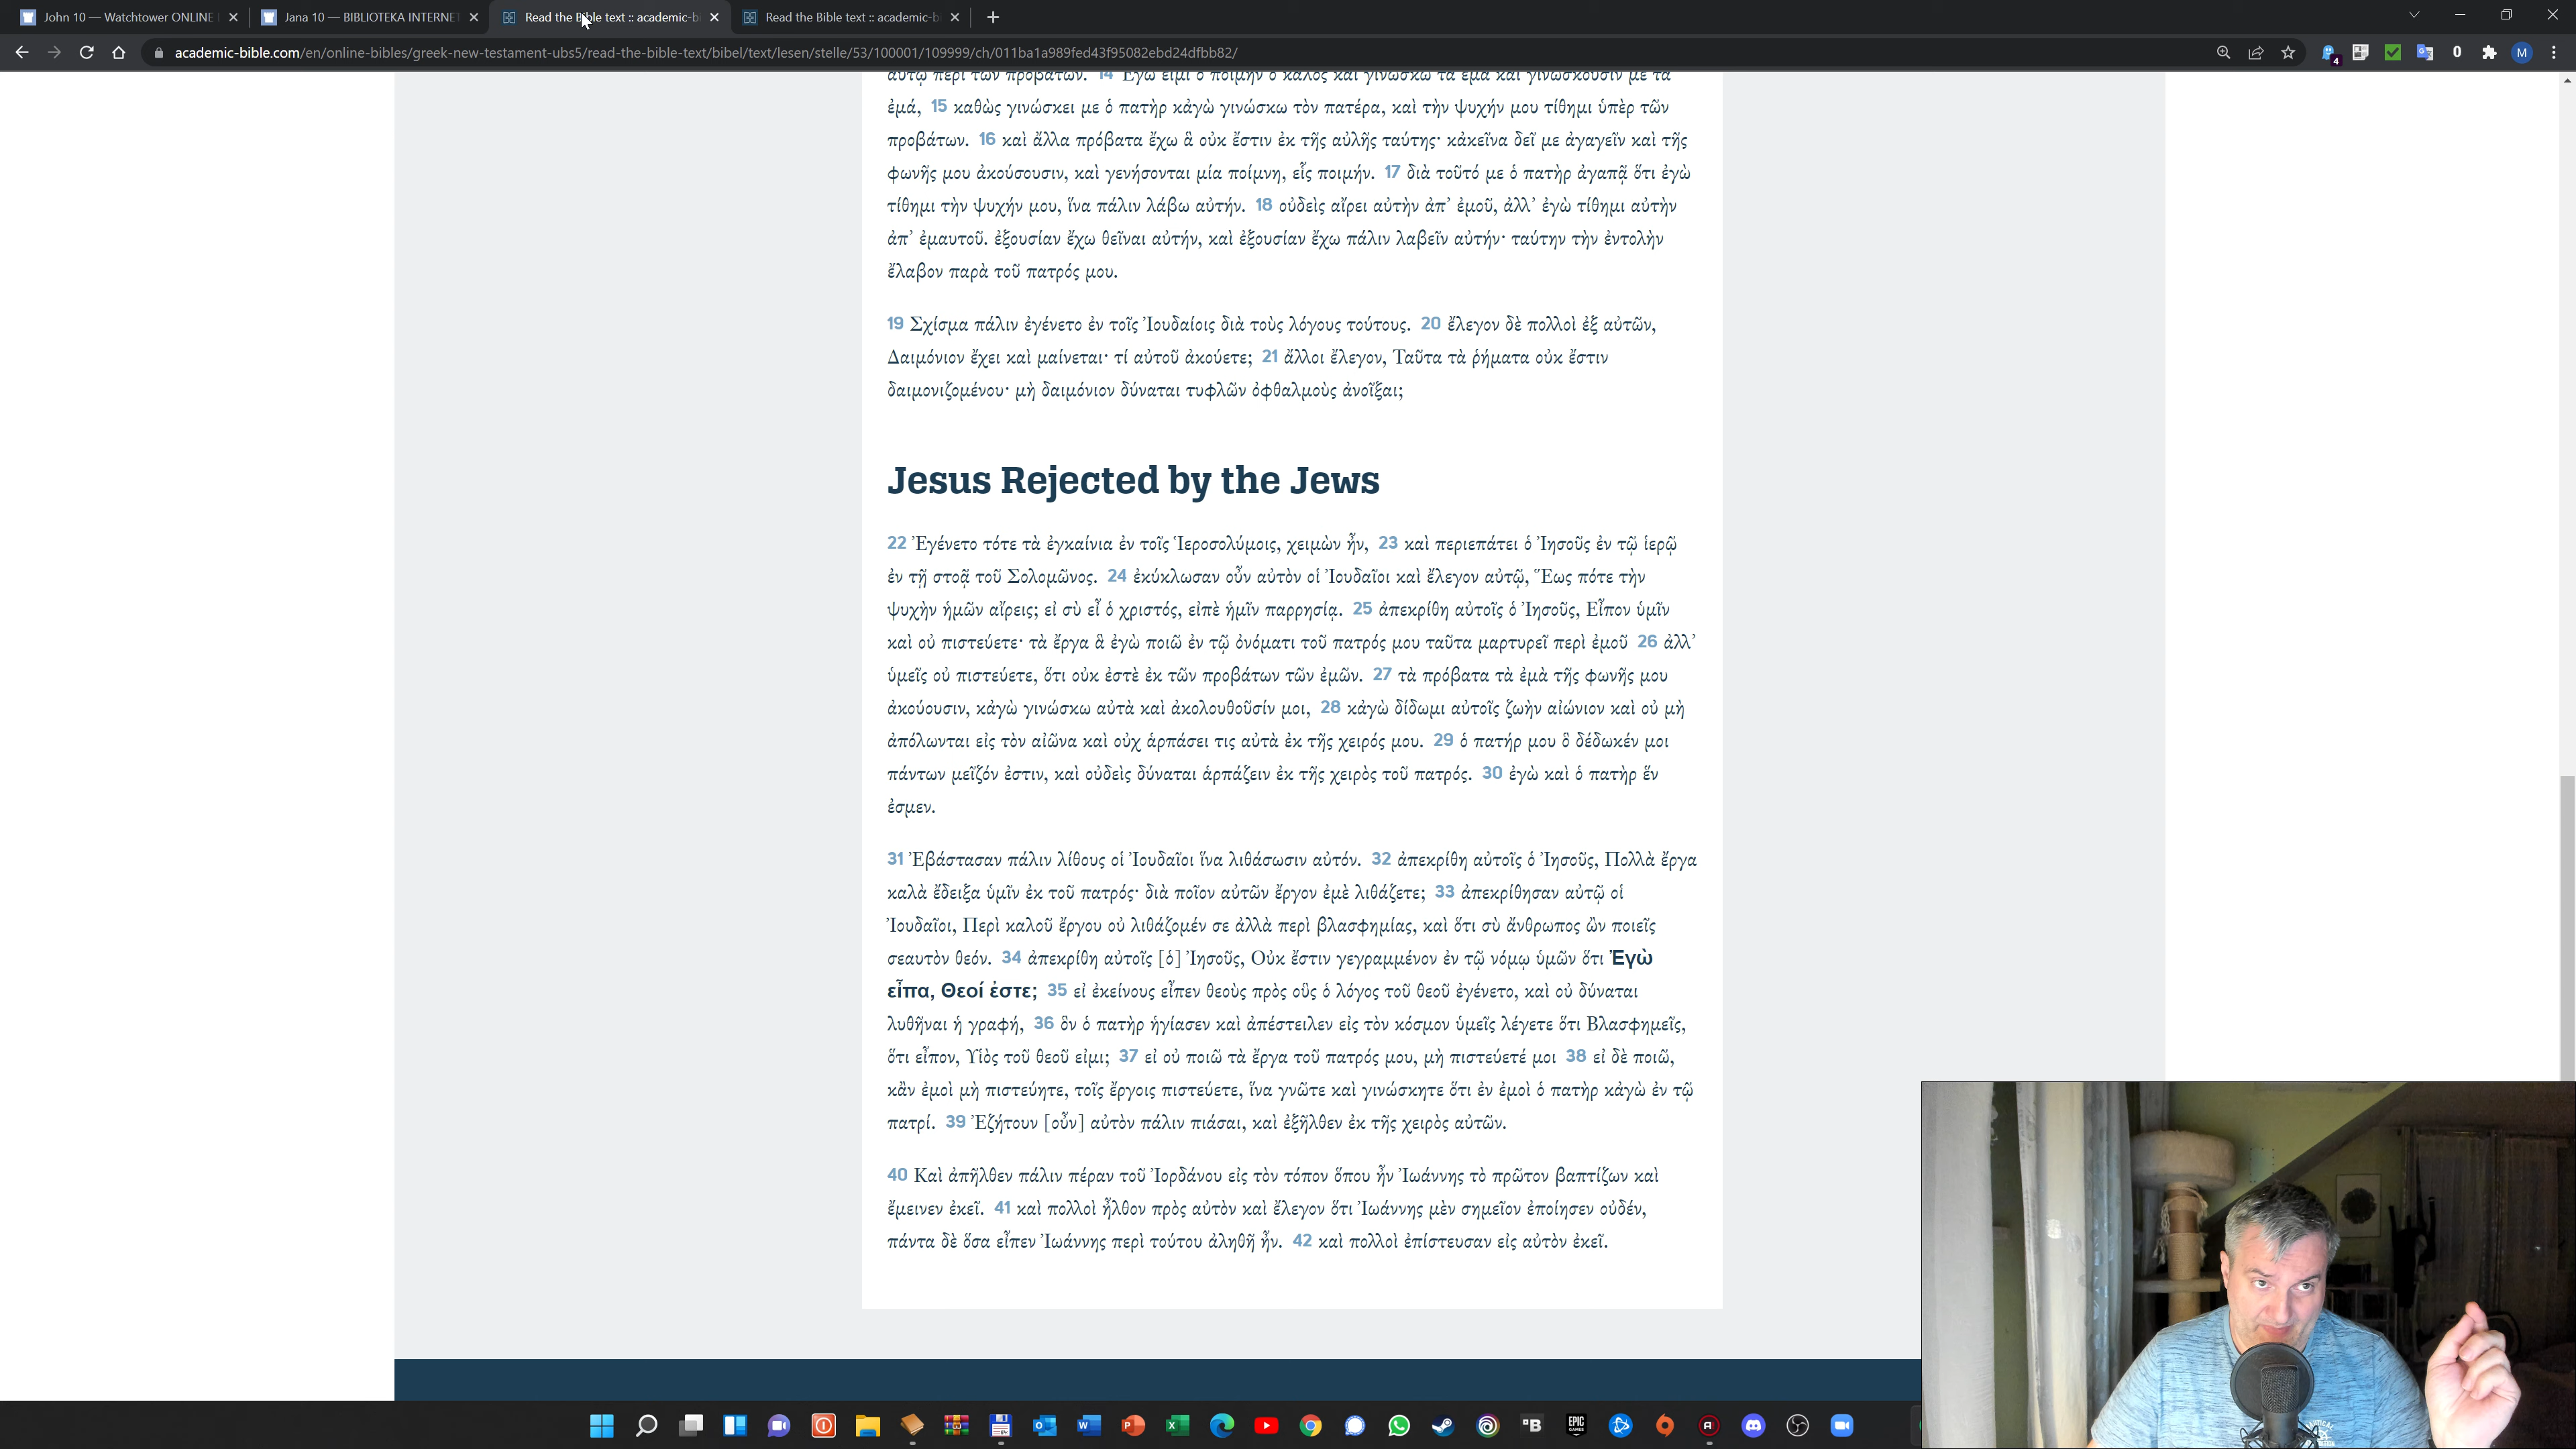 John 10 — Watchtower ONLINE
Jana 10 — BIBLIOTEKA INTERNET
Read the Bible text :: academic-bi
Read the Bible text :: academic-bi
academic-bible.com/en/online-bibles/greek-new-testament-ubs5/read-the-bible-text/bibel/text/lesen/stelle/53/100001/109999/ch/011ba1a989fed43f95082ebd24dfbb82/
4
0
M
αὐτῷ περὶ τῶν προβάτων. 14 Ἐγώ εἰμι ὁ ποιμὴν ὁ καλός καὶ γινώσκω τὰ ἐμὰ καὶ γινώσκουσίν με τὰ
ἐμά, 15 καθὼς γινώσκει με ὁ πατὴρ κἀγὼ γινώσκω τὸν πατέρα, καὶ τὴν ψυχήν μου τίθημι ὑπὲρ τῶν
προβάτων. 16 καὶ ἄλλα πρόβατα ἔχω ἃ οὐκ ἔστιν ἐκ τῆς αὐλῆς ταύτης· κἀκεῖνα δεῖ με ἀγαγεῖν καὶ τῆς
φωνῆς μου ἀκούσουσιν, καὶ γενήσονται μία ποίμνη, εἷς ποιμήν. 17 διὰ τοῦτό με ὁ πατὴρ ἀγαπᾷ ὅτι ἐγὼ
τίθημι τὴν ψυχήν μου, ἵνα πάλιν λάβω αὐτήν. 18 οὐδεὶς αἴρει αὐτὴν ἀπ’ ἐμοῦ, ἀλλ’ ἐγὼ τίθημι αὐτὴν
ἀπ’ ἐμαυτοῦ. ἐξουσίαν ἔχω θεῖναι αὐτήν, καὶ ἐξουσίαν ἔχω πάλιν λαβεῖν αὐτήν· ταύτην τὴν ἐντολὴν
ἔλαβον παρὰ τοῦ πατρός μου.
19 Σχίσμα πάλιν ἐγένετο ἐν τοῖς Ἰουδαίοις διὰ τοὺς λόγους τούτους. 20 ἔλεγον δὲ πολλοὶ ἐξ αὐτῶν,
Δαιμόνιον ἔχει καὶ μαίνεται· τί αὐτοῦ ἀκούετε; 21 ἄλλοι ἔλεγον, Ταῦτα τὰ ῥήματα οὐκ ἔστιν
δαιμονιζομένου· μὴ δαιμόνιον δύναται τυφλῶν ὀφθαλμοὺς ἀνοῖξαι;
Jesus Rejected by the Jews
22 Ἐγένετο τότε τὰ ἐγκαίνια ἐν τοῖς Ἱεροσολύμοις, χειμὼν ἦν, 23 καὶ περιεπάτει ὁ Ἰησοῦς ἐν τῷ ἱερῷ
ἐν τῇ στοᾷ τοῦ Σολομῶνος. 24 ἐκύκλωσαν οὖν αὐτὸν οἱ Ἰουδαῖοι καὶ ἔλεγον αὐτῷ, Ἕως πότε τὴν
ψυχὴν ἡμῶν αἴρεις; εἰ σὺ εἶ ὁ χριστός, εἰπὲ ἡμῖν παρρησίᾳ. 25 ἀπεκρίθη αὐτοῖς ὁ Ἰησοῦς, Εἶπον ὑμῖν
καὶ οὐ πιστεύετε· τὰ ἔργα ἃ ἐγὼ ποιῶ ἐν τῷ ὀνόματι τοῦ πατρός μου ταῦτα μαρτυρεῖ περὶ ἐμοῦ 26 ἀλλ’
ὑμεῖς οὐ πιστεύετε, ὅτι οὐκ ἐστὲ ἐκ τῶν προβάτων τῶν ἐμῶν. 27 τὰ πρόβατα τὰ ἐμὰ τῆς φωνῆς μου
ἀκούουσιν, κἀγὼ γινώσκω αὐτὰ καὶ ἀκολουθοῦσίν μοι, 28 κἀγὼ δίδωμι αὐτοῖς ζωὴν αἰώνιον καὶ οὐ μὴ
ἀπόλωνται εἰς τὸν αἰῶνα καὶ οὐχ ἁρπάσει τις αὐτὰ ἐκ τῆς χειρός μου. 29 ὁ πατήρ μου ὃ δέδωκέν μοι
πάντων μεῖζόν ἐστιν, καὶ οὐδεὶς δύναται ἁρπάζειν ἐκ τῆς χειρὸς τοῦ πατρός. 30 ἐγὼ καὶ ὁ πατὴρ ἕν
ἐσμεν.
31 Ἐβάστασαν πάλιν λίθους οἱ Ἰουδαῖοι ἵνα λιθάσωσιν αὐτόν. 32 ἀπεκρίθη αὐτοῖς ὁ Ἰησοῦς, Πολλὰ ἔργα
καλὰ ἔδειξα ὑμῖν ἐκ τοῦ πατρός· διὰ ποῖον αὐτῶν ἔργον ἐμὲ λιθάζετε; 33 ἀπεκρίθησαν αὐτῷ οἱ
Ἰουδαῖοι, Περὶ καλοῦ ἔργου οὐ λιθάζομέν σε ἀλλὰ περὶ βλασφημίας, καὶ ὅτι σὺ ἄνθρωπος ὢν ποιεῖς
σεαυτὸν θεόν. 34 ἀπεκρίθη αὐτοῖς [ὁ] Ἰησοῦς, Οὐκ ἔστιν γεγραμμένον ἐν τῷ νόμῳ ὑμῶν ὅτι Ἐγὼ
εἶπα, Θεοί ἐστε; 35 εἰ ἐκείνους εἶπεν θεοὺς πρὸς οὓς ὁ λόγος τοῦ θεοῦ ἐγένετο, καὶ οὐ δύναται
λυθῆναι ἡ γραφή, 36 ὃν ὁ πατὴρ ἡγίασεν καὶ ἀπέστειλεν εἰς τὸν κόσμον ὑμεῖς λέγετε ὅτι Βλασφημεῖς,
ὅτι εἶπον, Υἱὸς τοῦ θεοῦ εἰμι; 37 εἰ οὐ ποιῶ τὰ ἔργα τοῦ πατρός μου, μὴ πιστεύετέ μοι 38 εἰ δὲ ποιῶ,
κἂν ἐμοὶ μὴ πιστεύητε, τοῖς ἔργοις πιστεύετε, ἵνα γνῶτε καὶ γινώσκητε ὅτι ἐν ἐμοὶ ὁ πατὴρ κἀγὼ ἐν τῷ
πατρί. 39 Ἐζήτουν [οὖν] αὐτὸν πάλιν πιάσαι, καὶ ἐξῆλθεν ἐκ τῆς χειρὸς αὐτῶν.
40 Καὶ ἀπῆλθεν πάλιν πέραν τοῦ Ἰορδάνου εἰς τὸν τόπον ὅπου ἦν Ἰωάννης τὸ πρῶτον βαπτίζων καὶ
ἔμεινεν ἐκεῖ. 41 καὶ πολλοὶ ἦλθον πρὸς αὐτὸν καὶ ἔλεγον ὅτι Ἰωάννης μὲν σημεῖον ἐποίησεν οὐδέν,
πάντα δὲ ὅσα εἶπεν Ἰωάννης περὶ τούτου ἀληθῆ ἦν. 42 καὶ πολλοὶ ἐπίστευσαν εἰς αὐτὸν ἐκεῖ.
EPIC GAMES